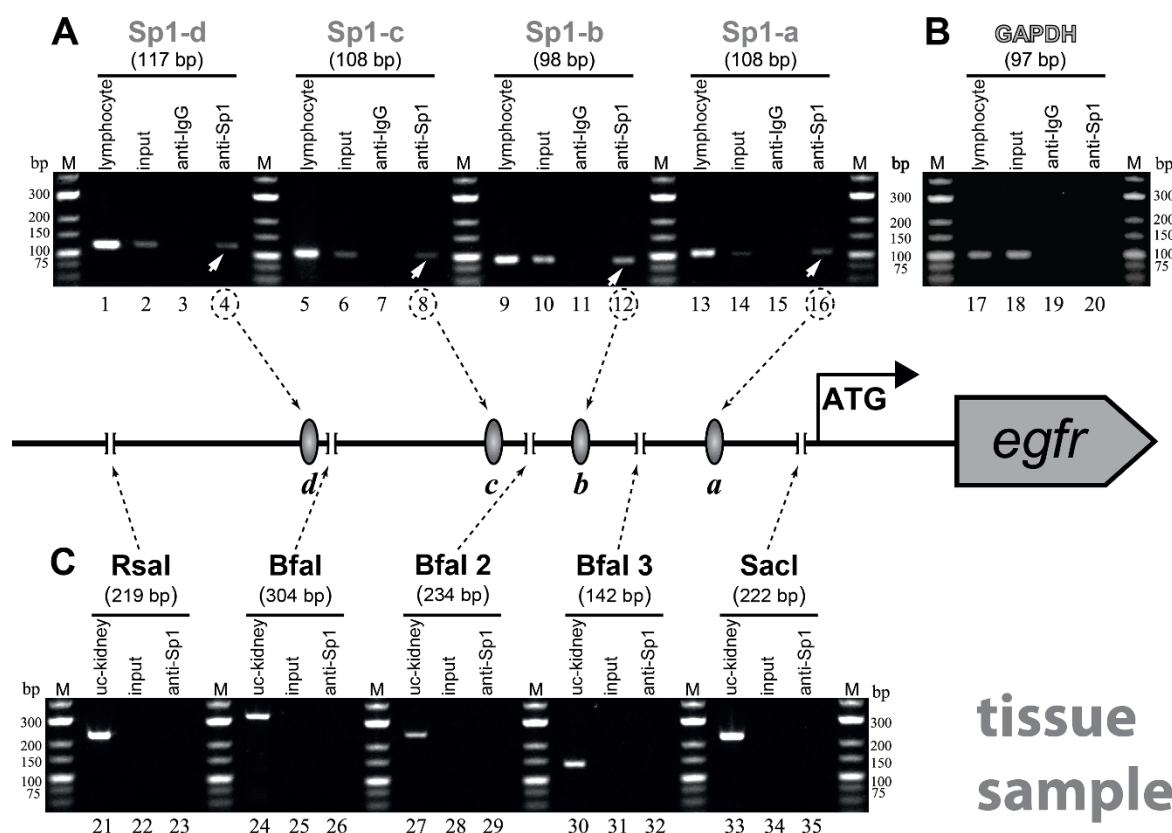 A
Sp1-d
(117 bp)
Sp1-c
(108 bp)
Sp1-b
(98 bp)
Sp1-a
(108 bp)
B
GAPDH
(97 bp)
bp M lymphocyte input anti-IgG anti-Sp1 M lymphocyte input anti-IgG anti-Sp1 M lymphocyte input anti-IgG anti-Sp1 M lymphocyte input anti-IgG anti-Sp1 M
bp M lymphocyte input anti-IgG anti-Sp1 M bp
300
200
150
100
75
300
200
150
100
75
300
200
150
100
75
1 2 3 4 5 6 7 8 9 10 11 12 13 14 15 16
17 18 19 20
ATG
egfr
d c b a
C
RsaI
(219 bp)
BfaI
(304 bp)
BfaI 2
(234 bp)
BfaI 3
(142 bp)
SacI
(222 bp)
bp M uc-kidney input anti-Sp1 M uc-kidney input anti-Sp1 M uc-kidney input anti-Sp1 M uc-kidney input anti-Sp1 M uc-kidney input anti-Sp1 M bp
300
200
150
100
75
300
200
150
100
75
21 22 23 24 25 26 27 28 29 30 31 32 33 34 35
tissue
sample